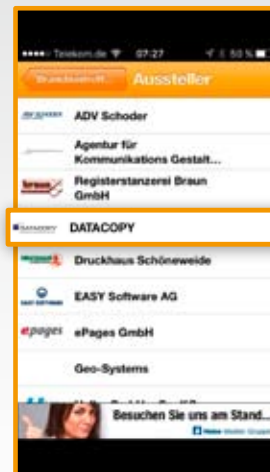 Telekom.de 07:27 50 %
Aussteller
ADV Schoder
Agentur für
Kommunikations Gestalt...
Registerstanzerei Braun
GmbH
DATACOPY
Druckhaus Schöneweide
EASY Software AG
epages ePages GmbH
Geo-Systems
Besuchen Sie uns am Stand...